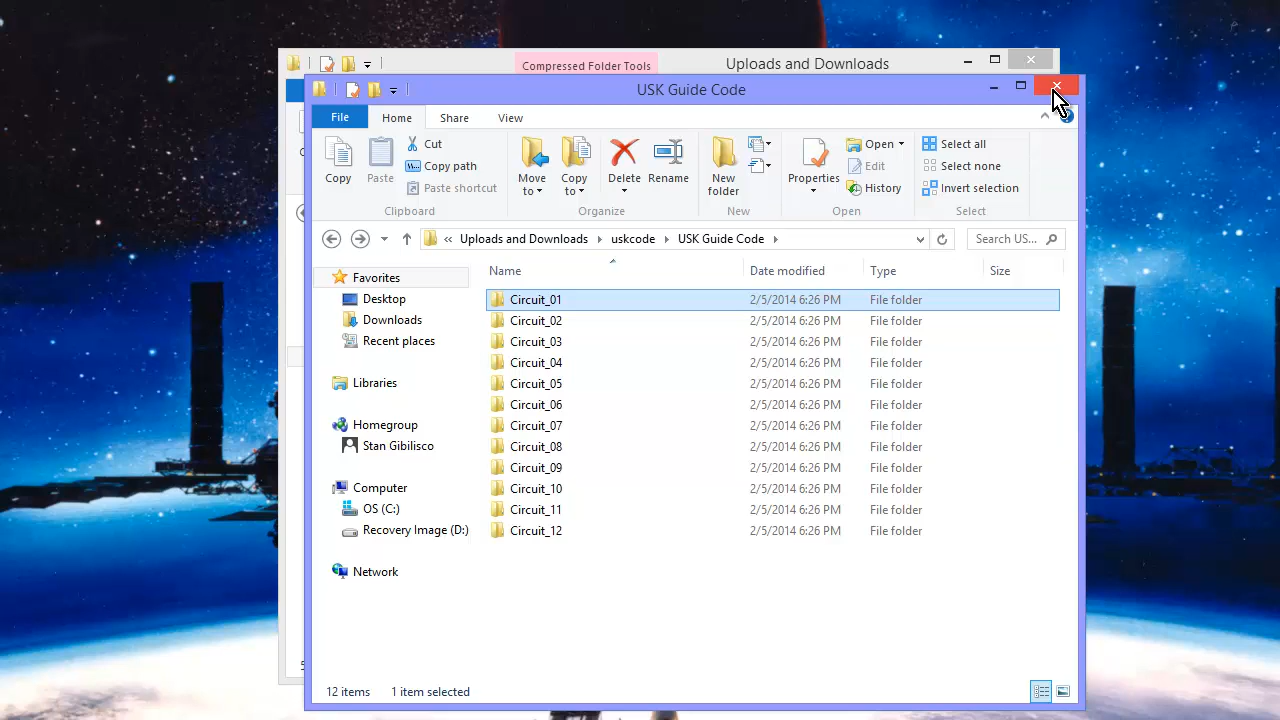 Compressed Folder Tools
Uploads and Downloads
USK Guide Code
File Home Share View
Copy
Paste
Cut
Copy path
Paste shortcut
Clipboard
Move to
Copy to
Delete
Rename
Organize
New folder
New
Properties
Open
Edit
History
Open
Select all
Select none
Invert selection
Select
« Uploads and Downloads uskcode USK Guide Code
Search US...
Favorites
Desktop
Downloads
Recent places
Libraries
Homegroup
Stan Gibilisco
Computer
OS (C:)
Recovery Image (D:)
Network
Name Date modified Type Size
Circuit_01 2/5/2014 6:26 PM File folder
Circuit_02 2/5/2014 6:26 PM File folder
Circuit_03 2/5/2014 6:26 PM File folder
Circuit_04 2/5/2014 6:26 PM File folder
Circuit_05 2/5/2014 6:26 PM File folder
Circuit_06 2/5/2014 6:26 PM File folder
Circuit_07 2/5/2014 6:26 PM File folder
Circuit_08 2/5/2014 6:26 PM File folder
Circuit_09 2/5/2014 6:26 PM File folder
Circuit_10 2/5/2014 6:26 PM File folder
Circuit_11 2/5/2014 6:26 PM File folder
Circuit_12 2/5/2014 6:26 PM File folder
12 items 1 item selected